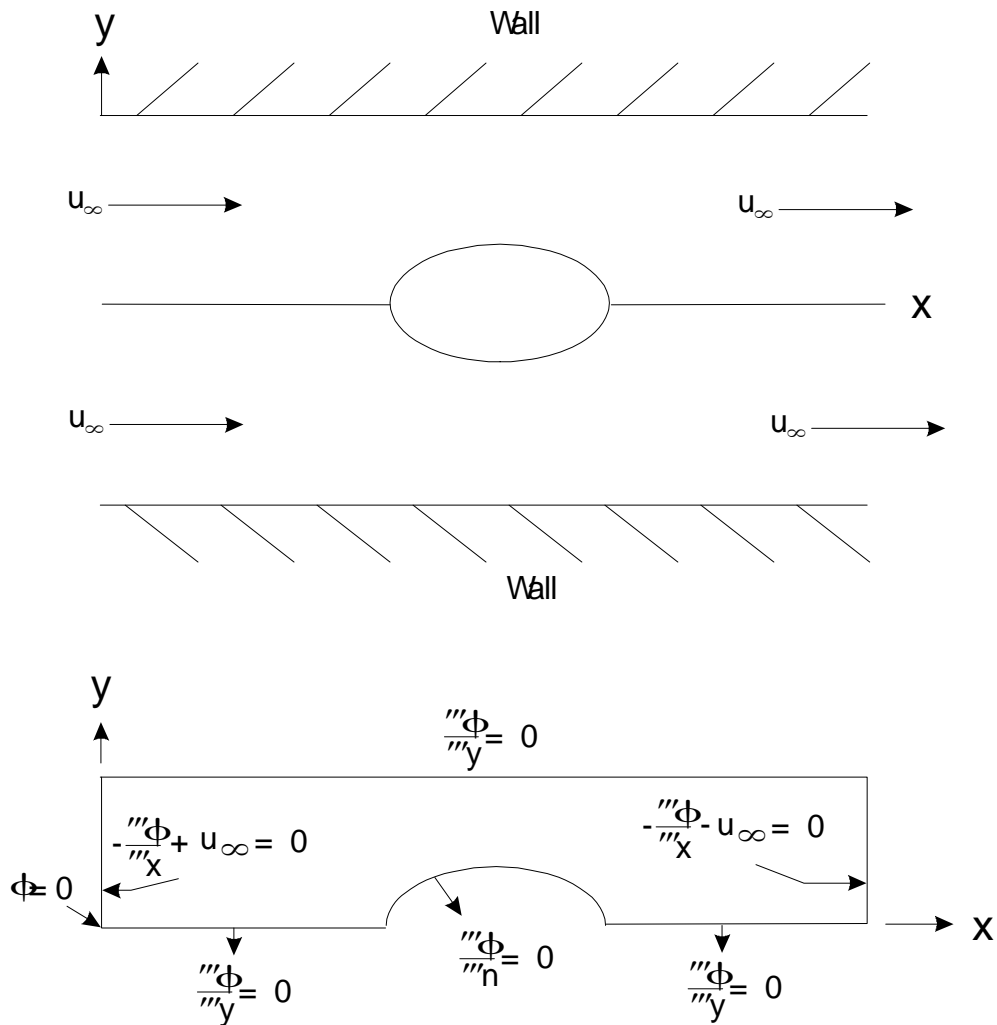 y
Wall
u∞
u∞
x
u∞
u∞
Wall
y
‴ϕ/‴y = 0
-‴ϕ/‴x + u∞ = 0
-‴ϕ/‴x - u∞ = 0
ϕ = 0
x
‴ϕ/‴y = 0
‴ϕ/‴n = 0
‴ϕ/‴y = 0